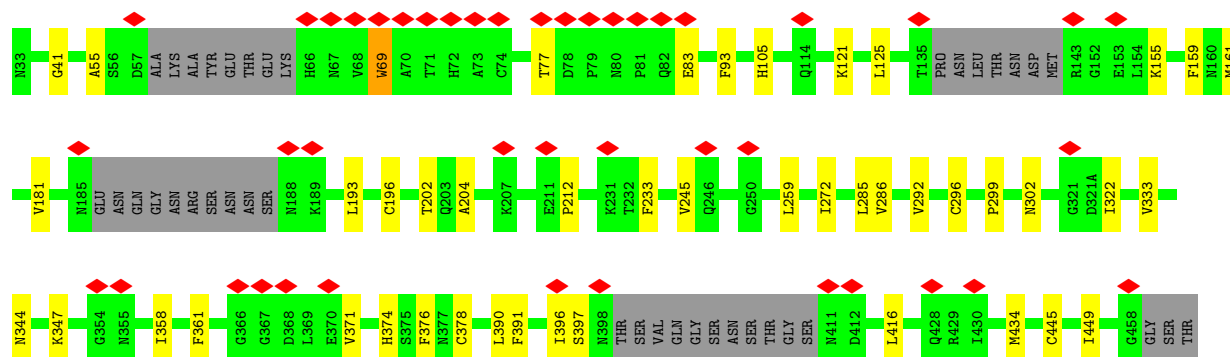 N33 G41 A55 S56 D57 ALA LYS ALA TYR GLU THR GLU LYS H66 N67 V68 W69 A70 T71 H72 A73 C74 T77 D78 P79 N80 P81 Q82 E83 F93 H105 Q114 K121 L125 T135 PRO ASN LEU THR ASN ASP MET R143 G152 E153 L154 K155 F159 N160 M161
V181 N185 GLU ASN GLN GLY ASN ARG SER ASN ASN SER N188 K189 L193 C196 T202 Q203 A204 K207 E211 P212 K231 T232 F233 V245 Q246 G250 L259 I272 L285 V286 V292 C296 P299 N302 G321 D321A I322 V333
N344 K347 G354 N355 I358 F361 G366 G367 D368 L369 E370 V371 H374 S375 F376 N377 C378 L390 F391 I396 S397 N398 THR SER VAL GLN GLY SER ASN SER THR GLY SER N411 D412 L416 Q428 R429 I430 M434 C445 I449 G458 GLY SER THR